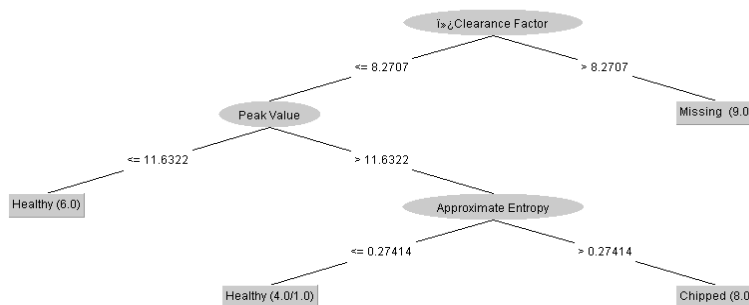 ï»¿Clearance Factor
<= 8.2707
> 8.2707
Peak Value
Missing (9.0
<= 11.6322
> 11.6322
Healthy (6.0)
Approximate Entropy
<= 0.27414
> 0.27414
Healthy (4.0/1.0)
Chipped (8.0